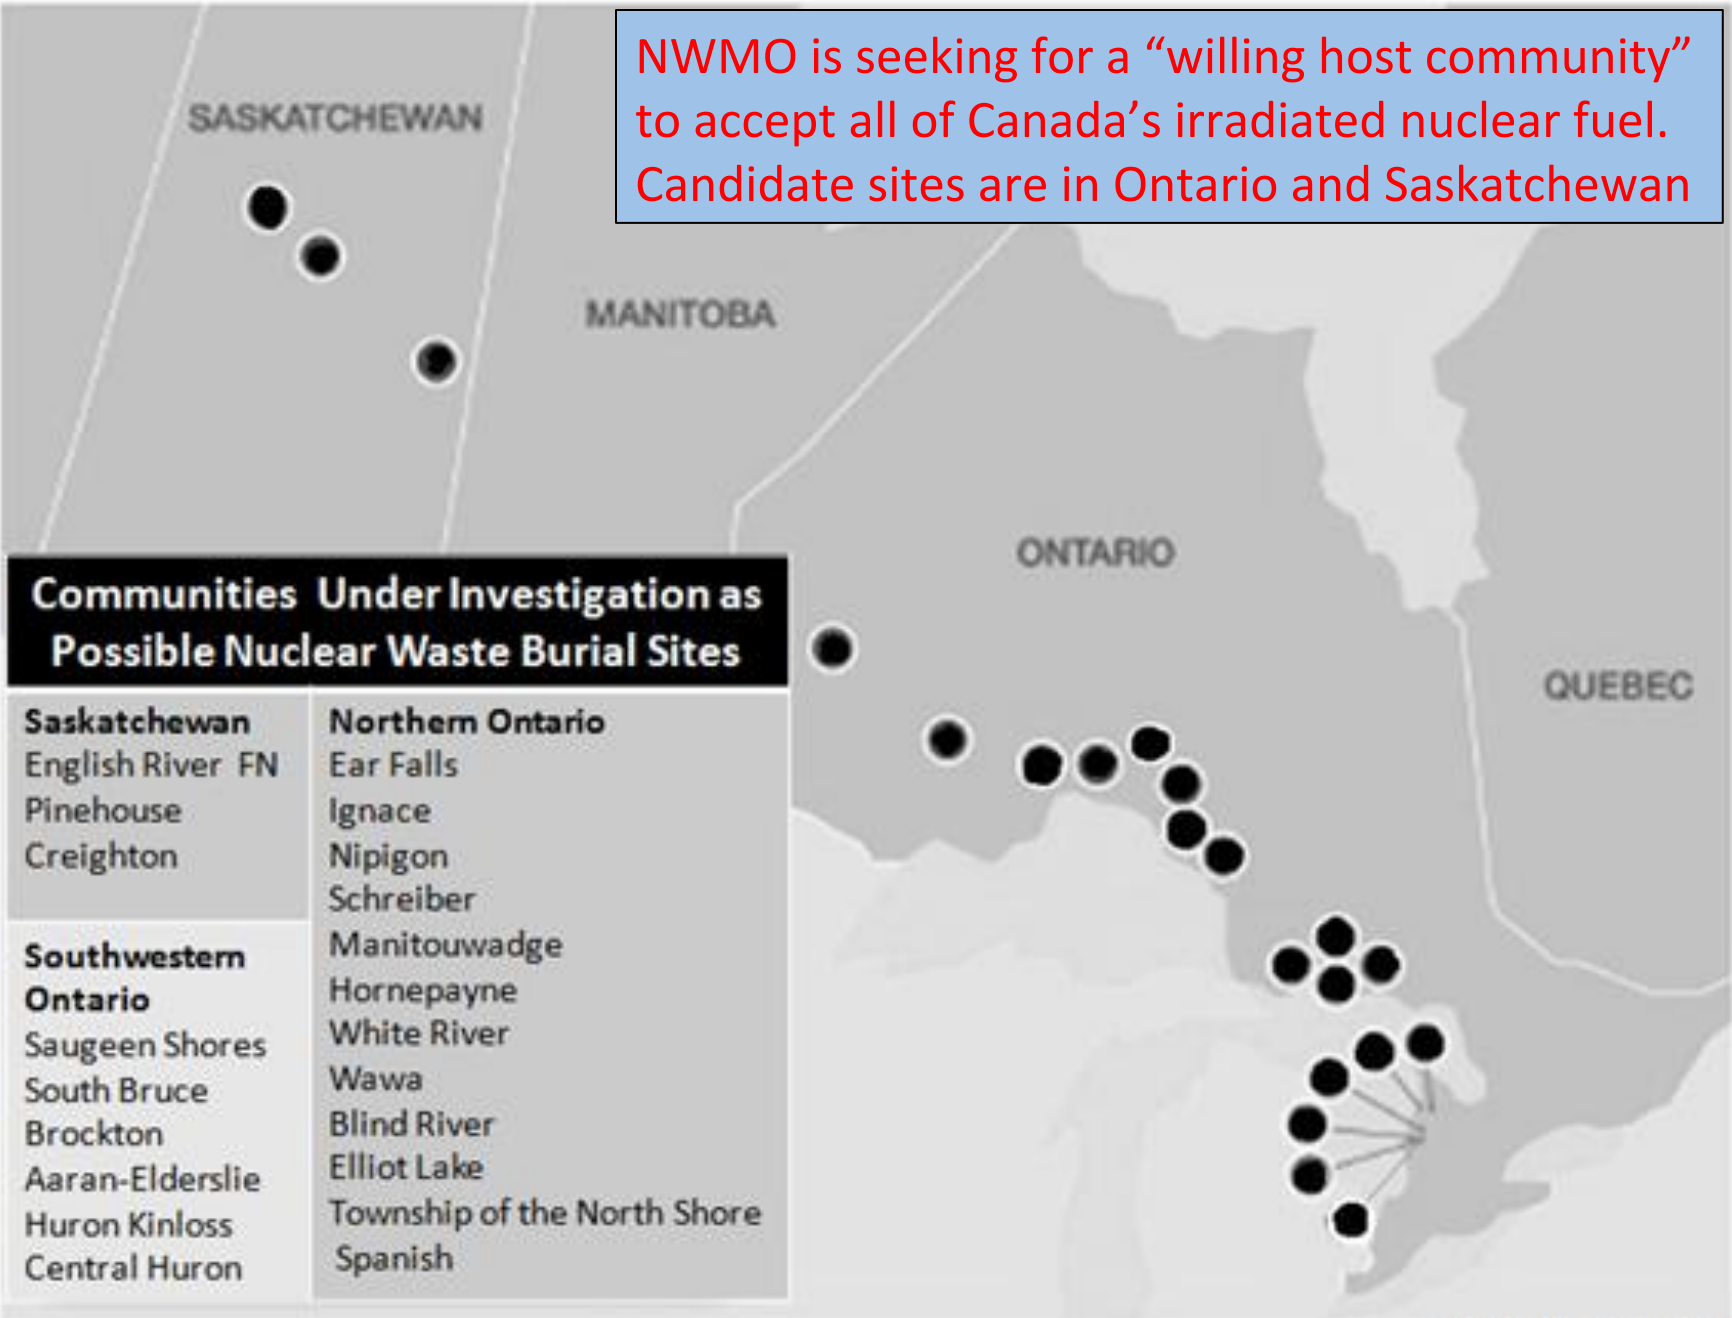 NWMO is seeking for a “willing host community”
to accept all of Canada’s irradiated nuclear fuel.
Candidate sites are in Ontario and Saskatchewan
SASKATCHEWAN
MANITOBA
ONTARIO
QUEBEC
Communities Under Investigation as
Possible Nuclear Waste Burial Sites
Saskatchewan
English River FN
Pinehouse
Creighton
Southwestern
Ontario
Saugeen Shores
South Bruce
Brockton
Aaran-Elderslie
Huron Kinloss
Central Huron
Northern Ontario
Ear Falls
Ignace
Nipigon
Schreiber
Manitouwadge
Hornepayne
White River
Wawa
Blind River
Elliot Lake
Township of the North Shore
Spanish